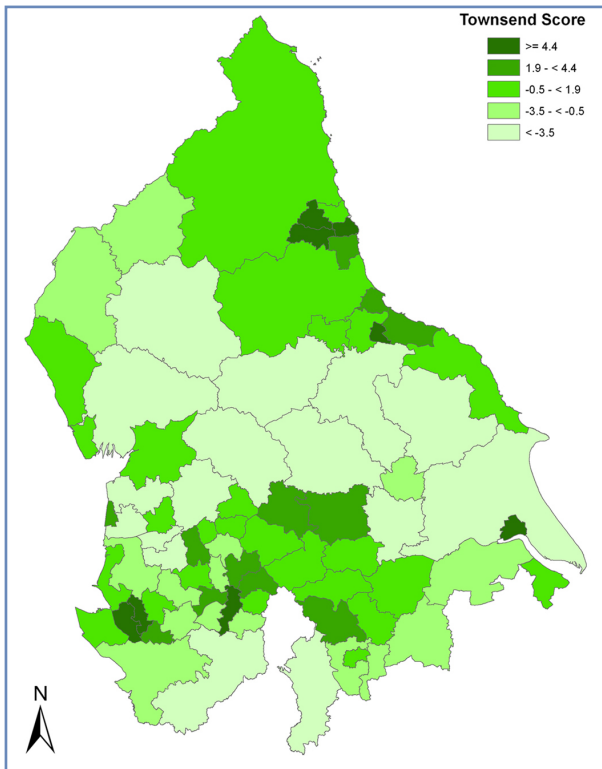 Townsend Score
>= 4.4
1.9 - < 4.4
-0.5 - < 1.9
-3.5 - < -0.5
< -3.5
N